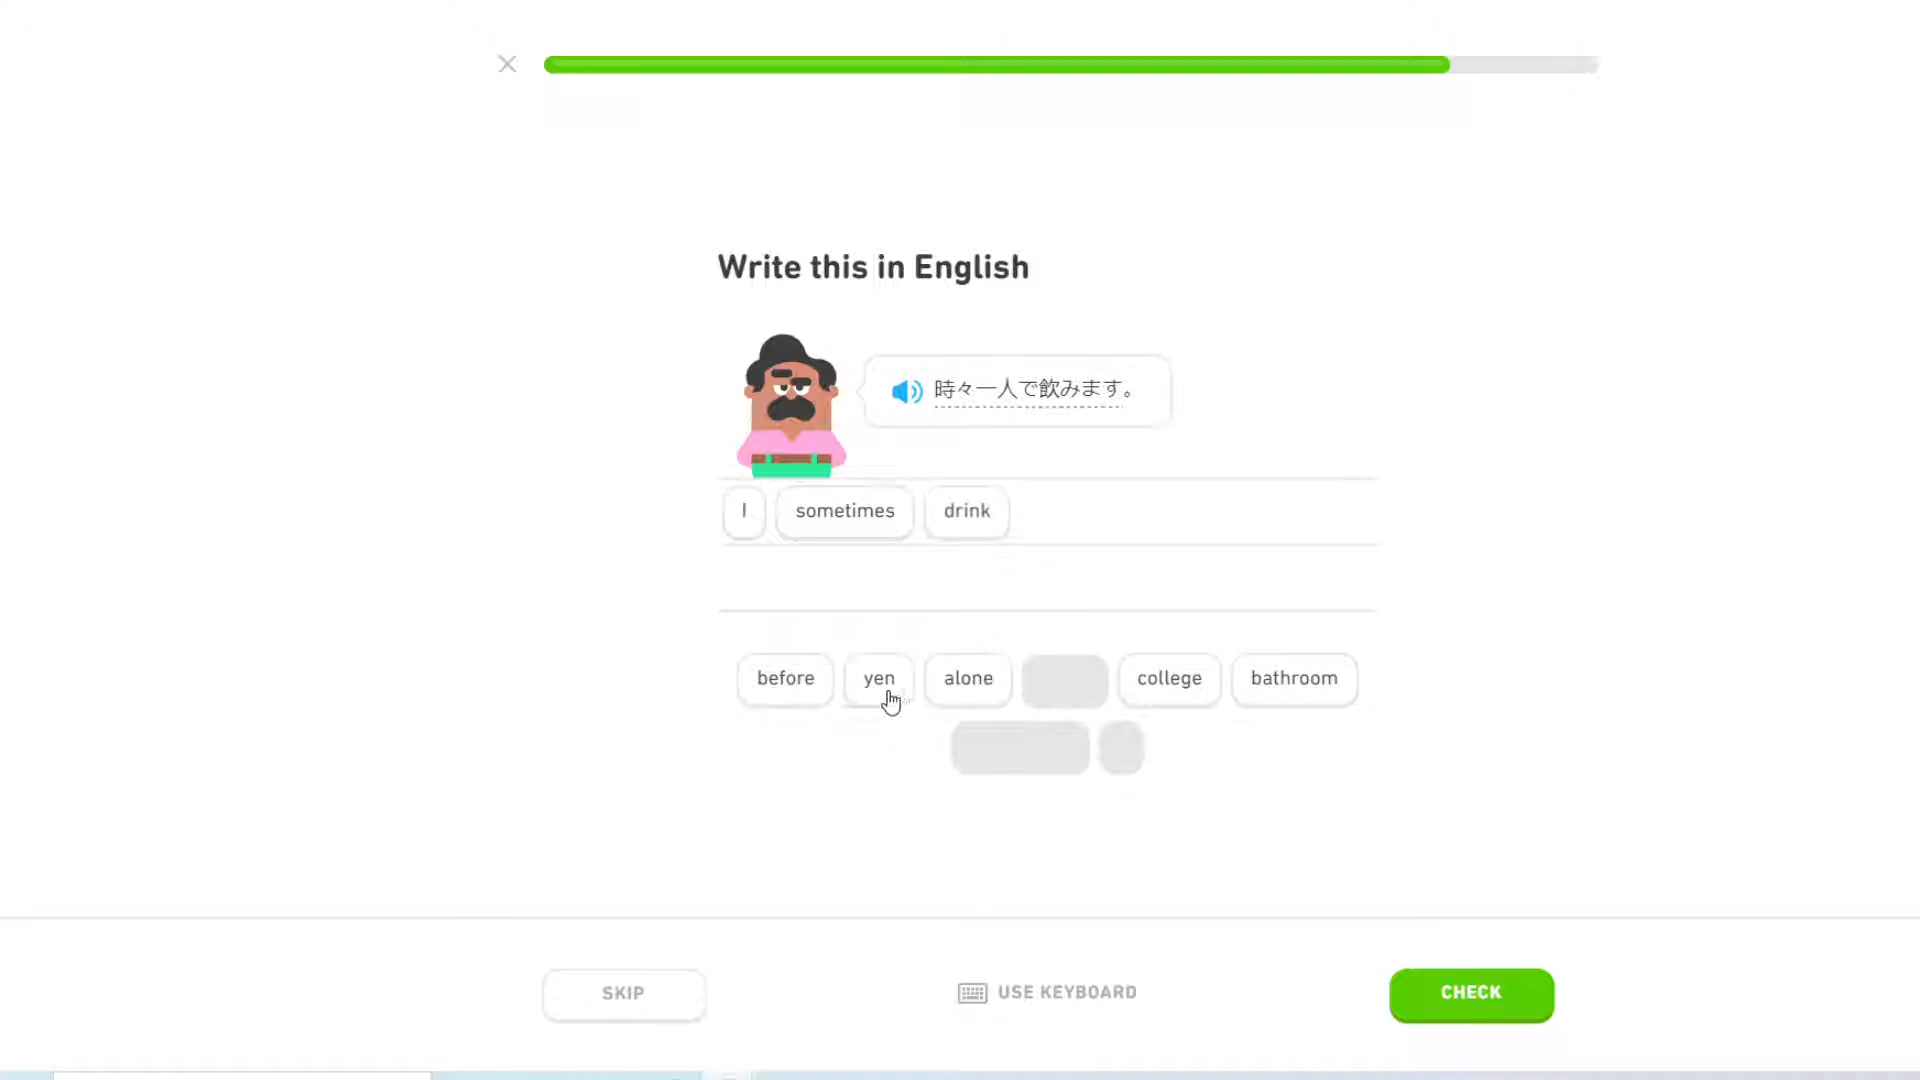 Write this in English
時々一人で飲みます。
I sometimes drink
before yen alone college bathroom
SKIP USE KEYBOARD CHECK